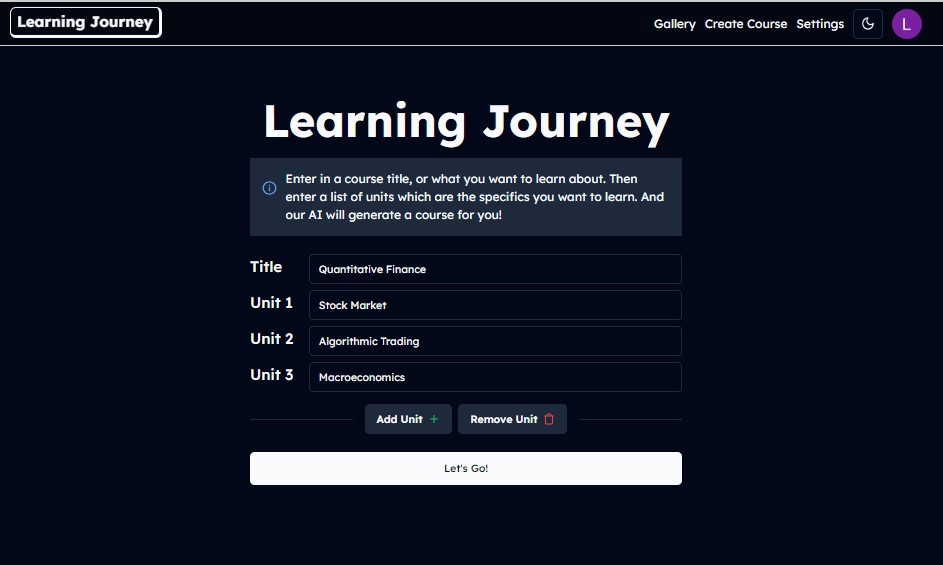 Learning Journey
Gallery Create Course Settings
L
Learning Journey
Enter in a course title, or what you want to learn about. Then
enter a list of units which are the specifics you want to learn. And
our AI will generate a course for you!
Title Quantitative Finance
Unit 1 Stock Market
Unit 2 Algorithmic Trading
Unit 3 Macroeconomics
Add Unit + Remove Unit
Let's Go!